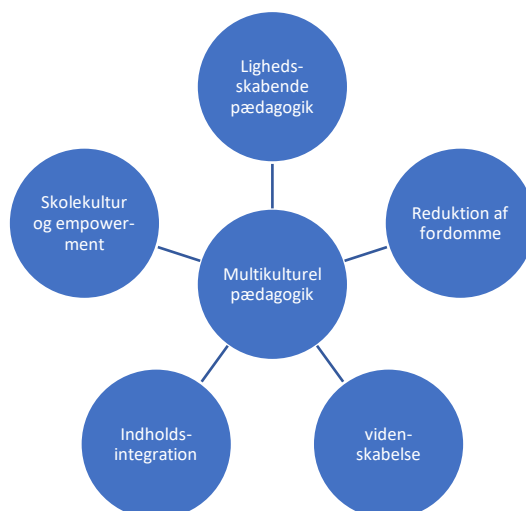 Ligheds-
skabende
pædagogik
Skolekultur
og empower-
ment
Reduktion af
fordomme
Multikulturel
pædagogik
Indholds-
integration
viden-
skabelse